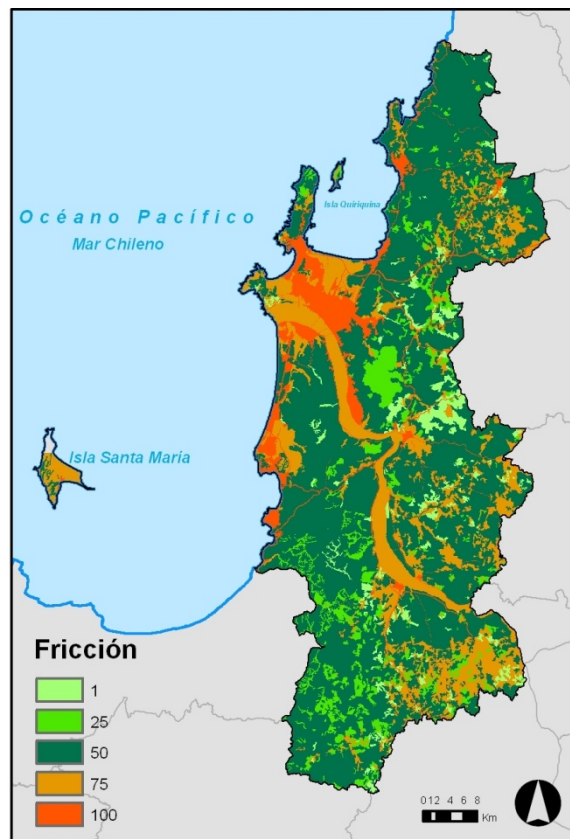 Océano Pacífico
Mar Chileno
Isla Quiriquina
Isla Santa María
Fricción
1
25
50
75
100
0 1 2 4 6 8
Km